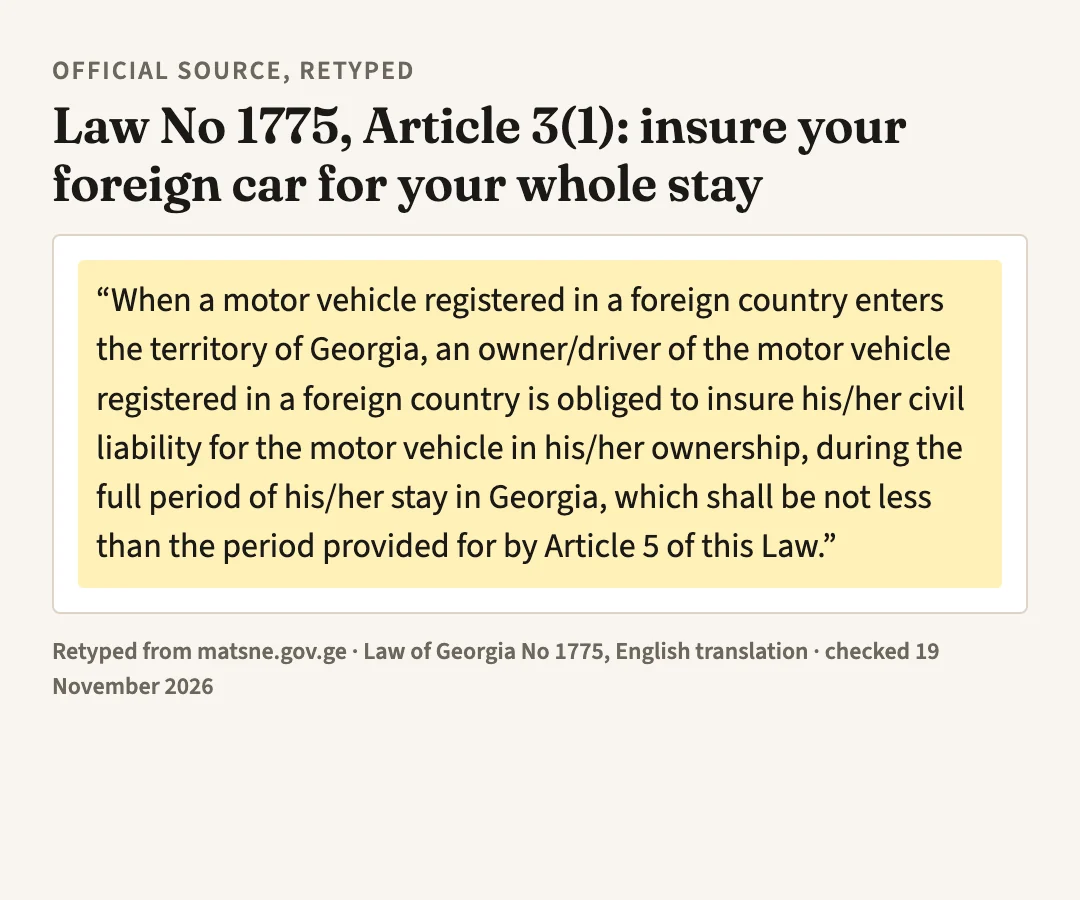 OFFICIAL SOURCE, RETYPED
Law No 1775, Article 3(1): insure your
foreign car for your whole stay
“When a motor vehicle registered in a foreign country enters
the territory of Georgia, an owner/driver of the motor vehicle
registered in a foreign country is obliged to insure his/her civil
liability for the motor vehicle in his/her ownership, during the
full period of his/her stay in Georgia, which shall be not less
than the period provided for by Article 5 of this Law.”
Retyped from matsne.gov.ge · Law of Georgia No 1775, English translation · checked 19
November 2026